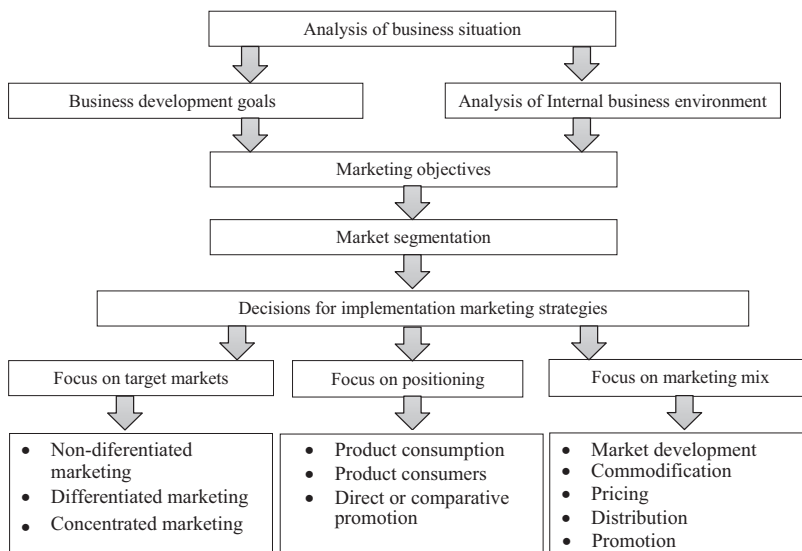 Analysis of business situation
Business development goals
Analysis of Internal business environment
Marketing objectives
Market segmentation
Decisions for implementation marketing strategies
Focus on target markets
Focus on positioning
Focus on marketing mix
• Non-diferentiated
marketing
• Differentiated marketing
• Concentrated marketing
• Product consumption
• Product consumers
• Direct or comparative
promotion
• Market development
• Commodification
• Pricing
• Distribution
• Promotion